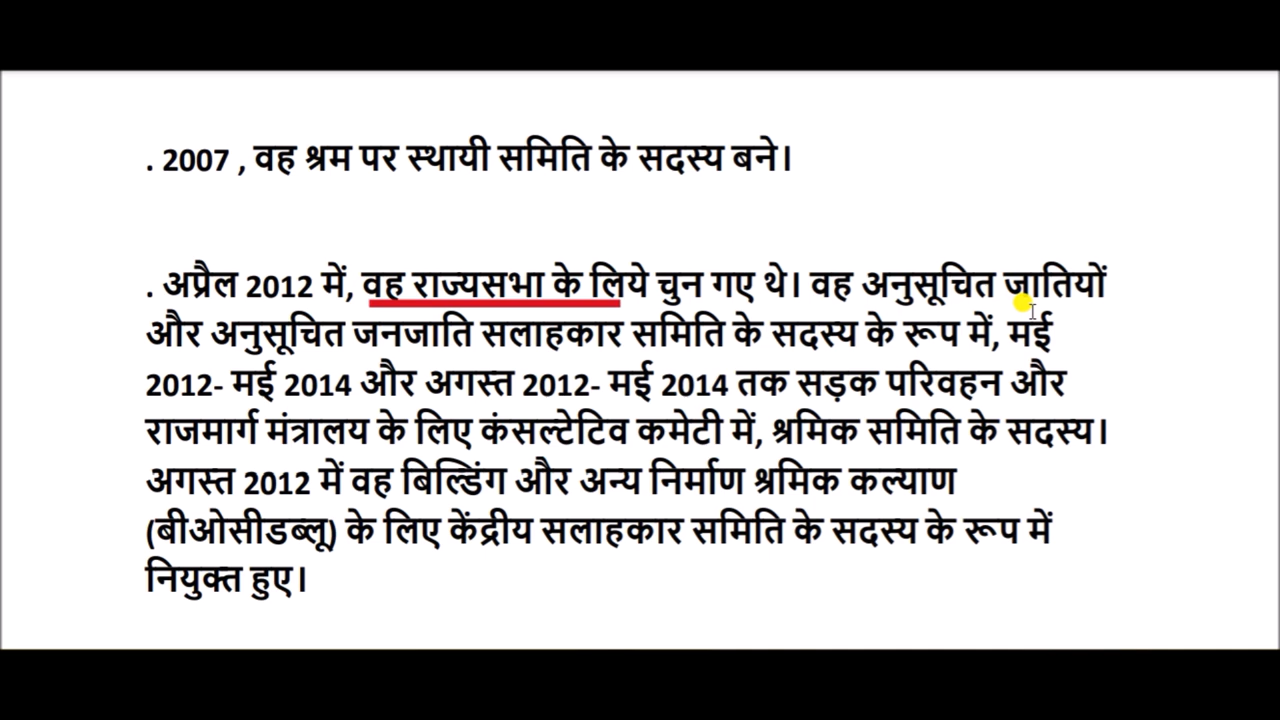 . 2007 , वह श्रम पर स्थायी समिति के सदस्य बने।
. अप्रैल 2012 में, वह राज्यसभा के लिये चुन गए थे। वह अनुसूचित जातियों
और अनुसूचित जनजाति सलाहकार समिति के सदस्य के रूप में, मई
2012- मई 2014 और अगस्त 2012- मई 2014 तक सड़क परिवहन और
राजमार्ग मंत्रालय के लिए कंसल्टेटिव कमेटी में, श्रमिक समिति के सदस्य।
अगस्त 2012 में वह बिल्डिंग और अन्य निर्माण श्रमिक कल्याण
(बीओसीडब्लू) के लिए केंद्रीय सलाहकार समिति के सदस्य के रूप में
नियुक्त हुए।